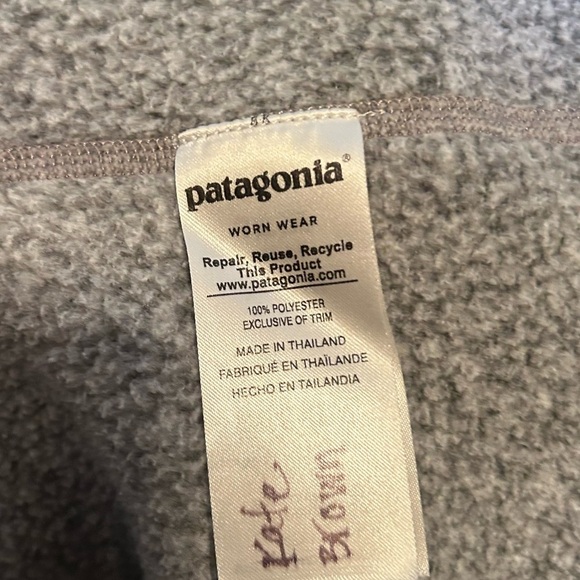 patagonia®
WORN WEAR
Repair, Reuse, Recycle
This Product
www.patagonia.com
100% POLYESTER
EXCLUSIVE OF TRIM
MADE IN THAILAND
FABRIQUÉ EN THAÏLANDE
HECHO EN TAILANDIA
Kate
Brown